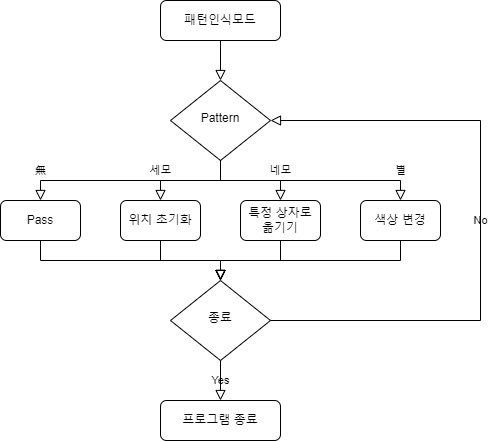 패턴인식모드
Pattern
無
세모
네모
별
Pass
위치 초기화
특정 상자로
옮기기
색상 변경
No
종료
Yes
프로그램 종료